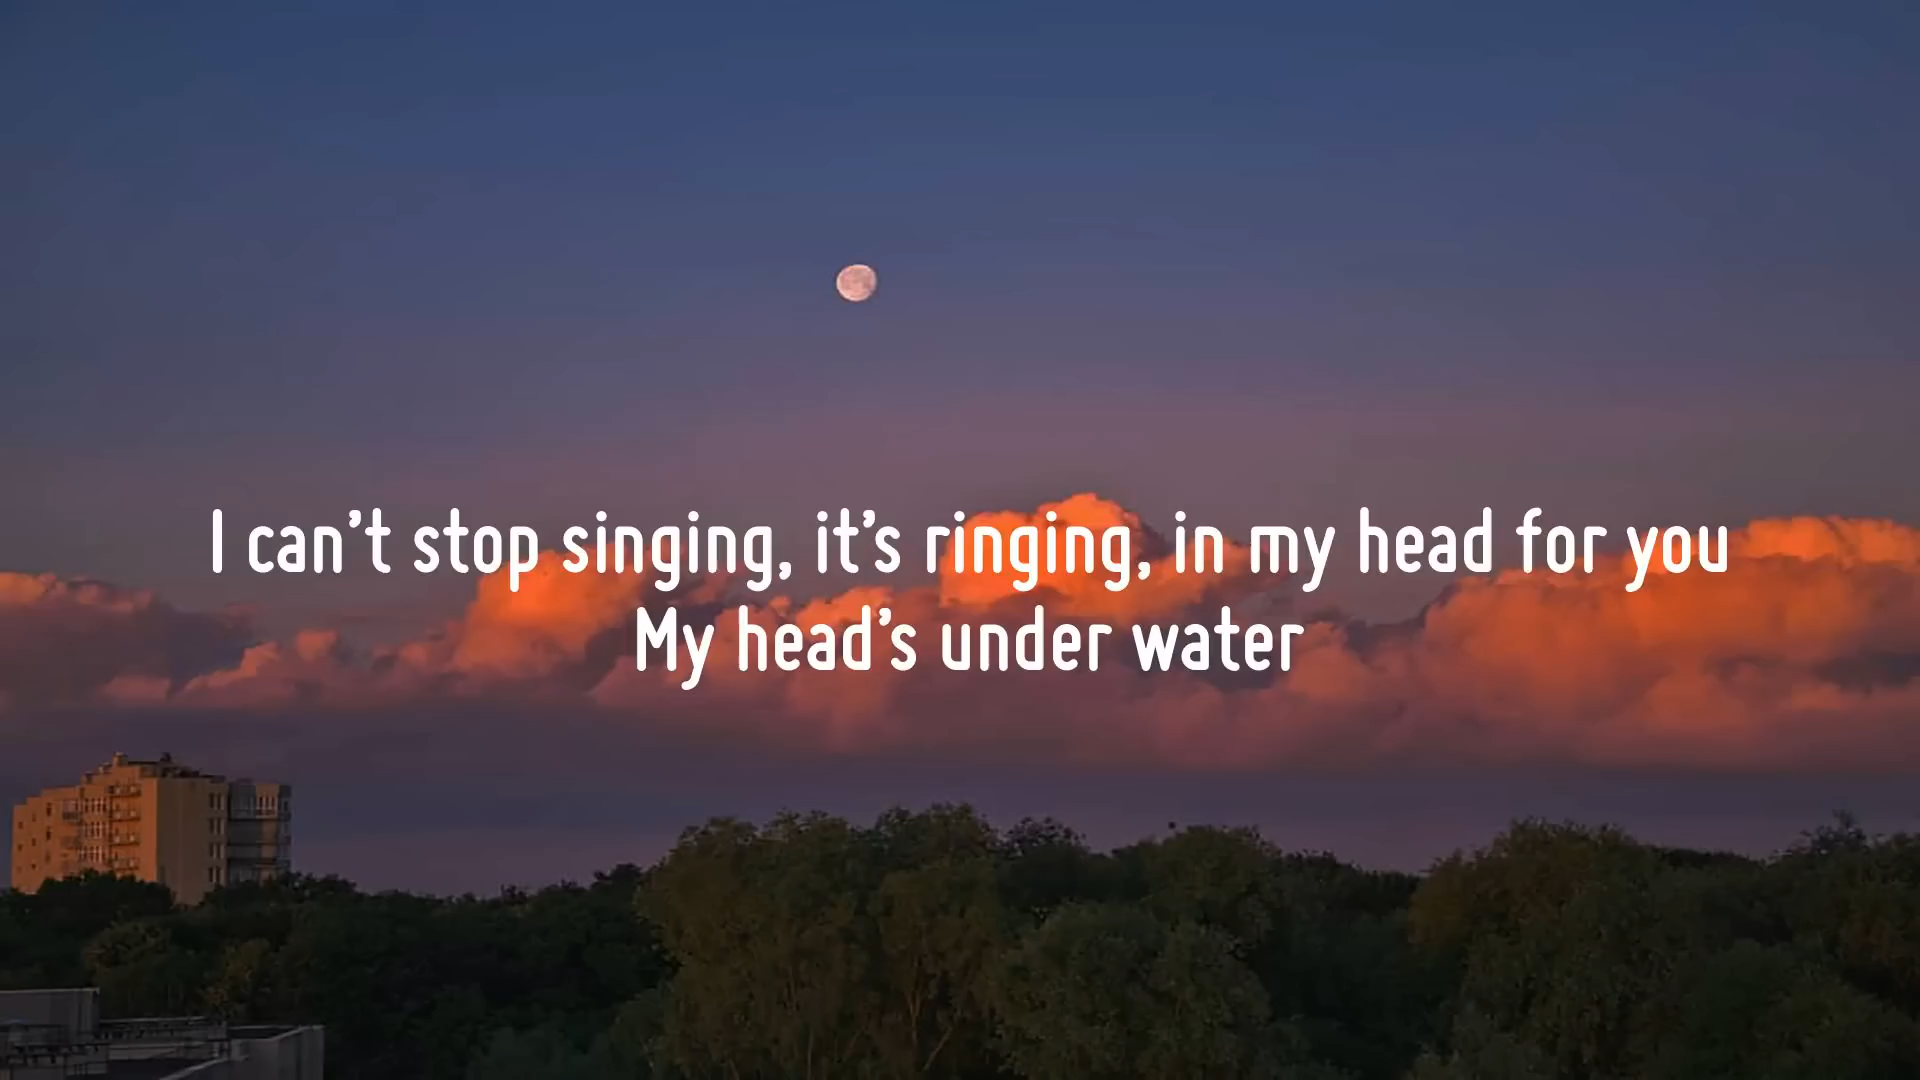 I can’t stop singing, it’s ringing, in my head for you
My head’s under water